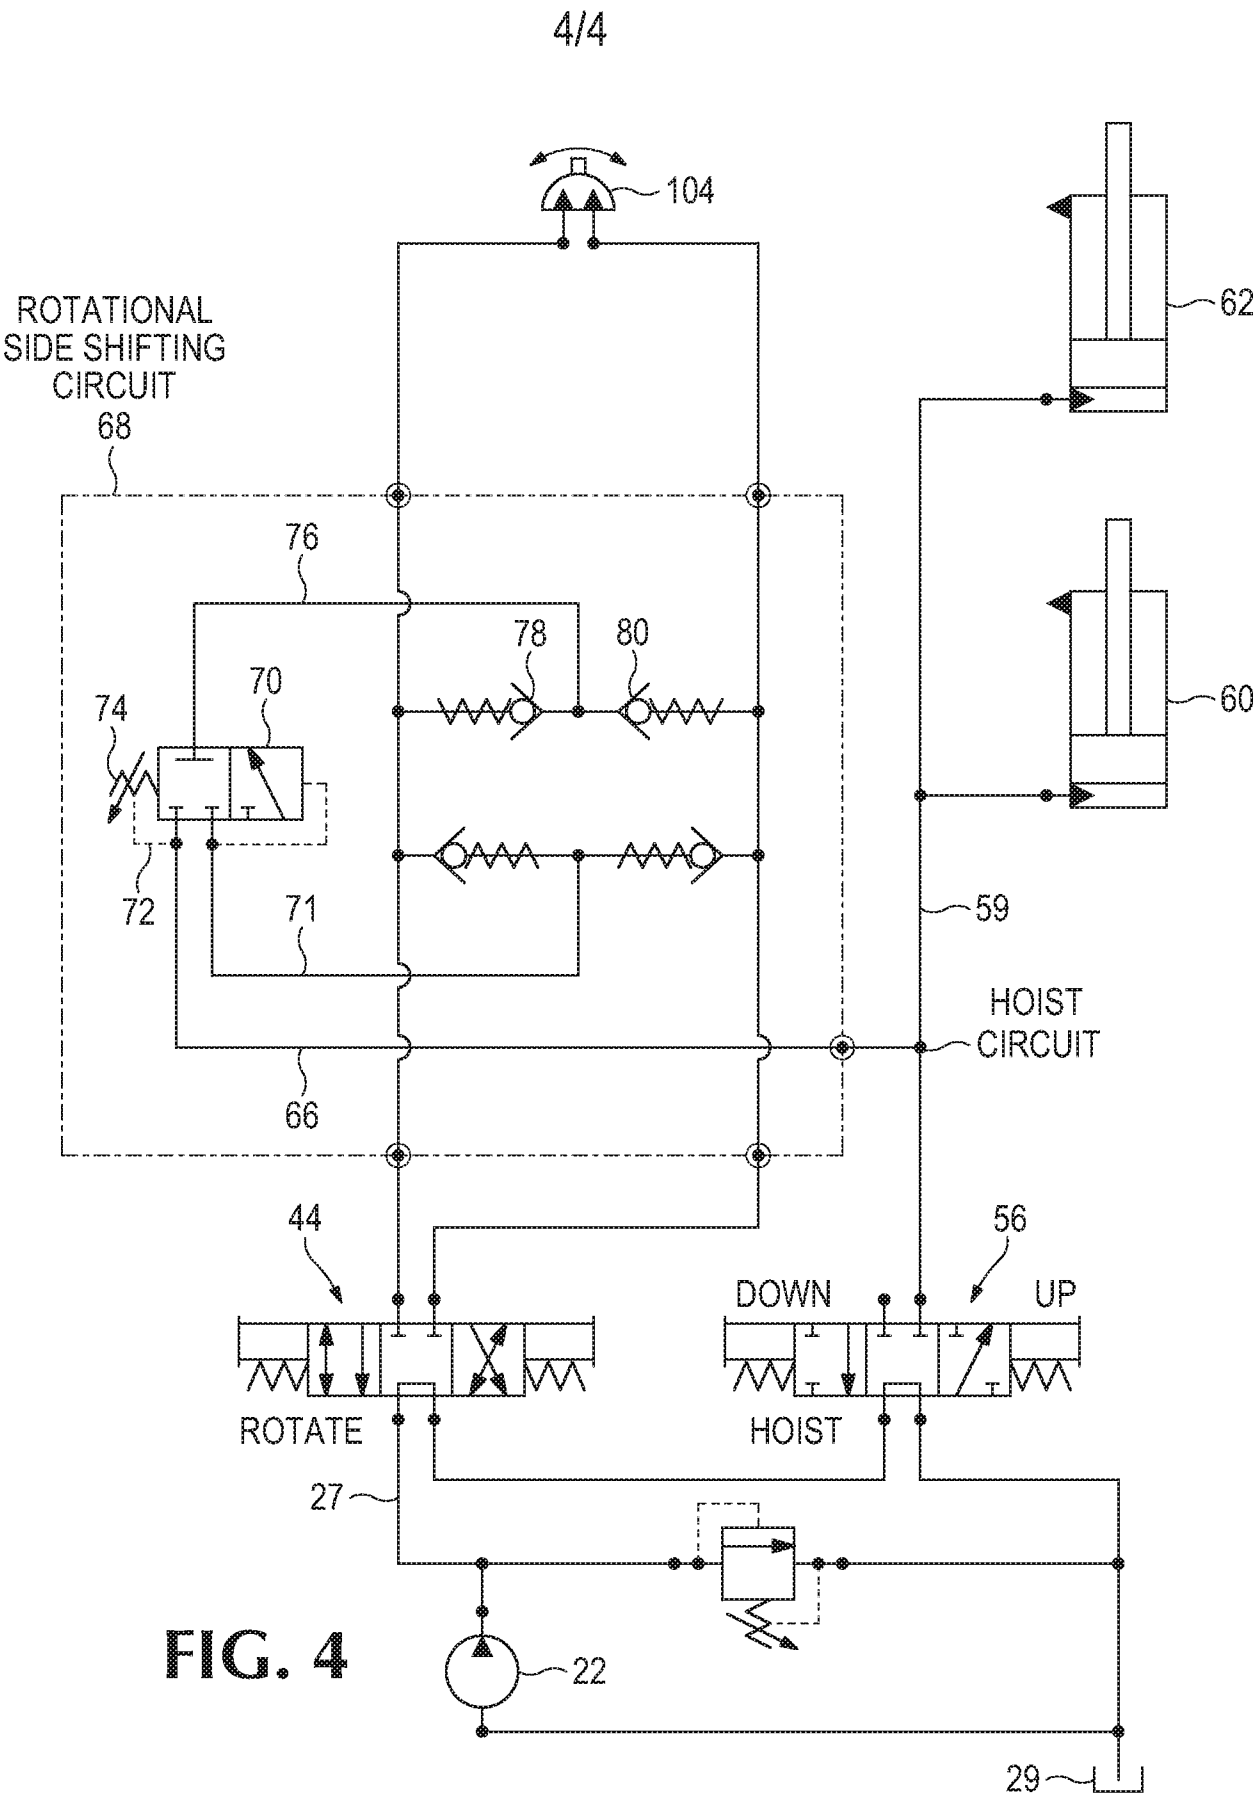 4/4
104
62
ROTATIONAL
SIDE SHIFTING
CIRCUIT
68
76
78
80
70
74
60
72
71
59
HOIST
CIRCUIT
66
44
56
DOWN
UP
ROTATE
HOIST
27
FIG. 4
22
29